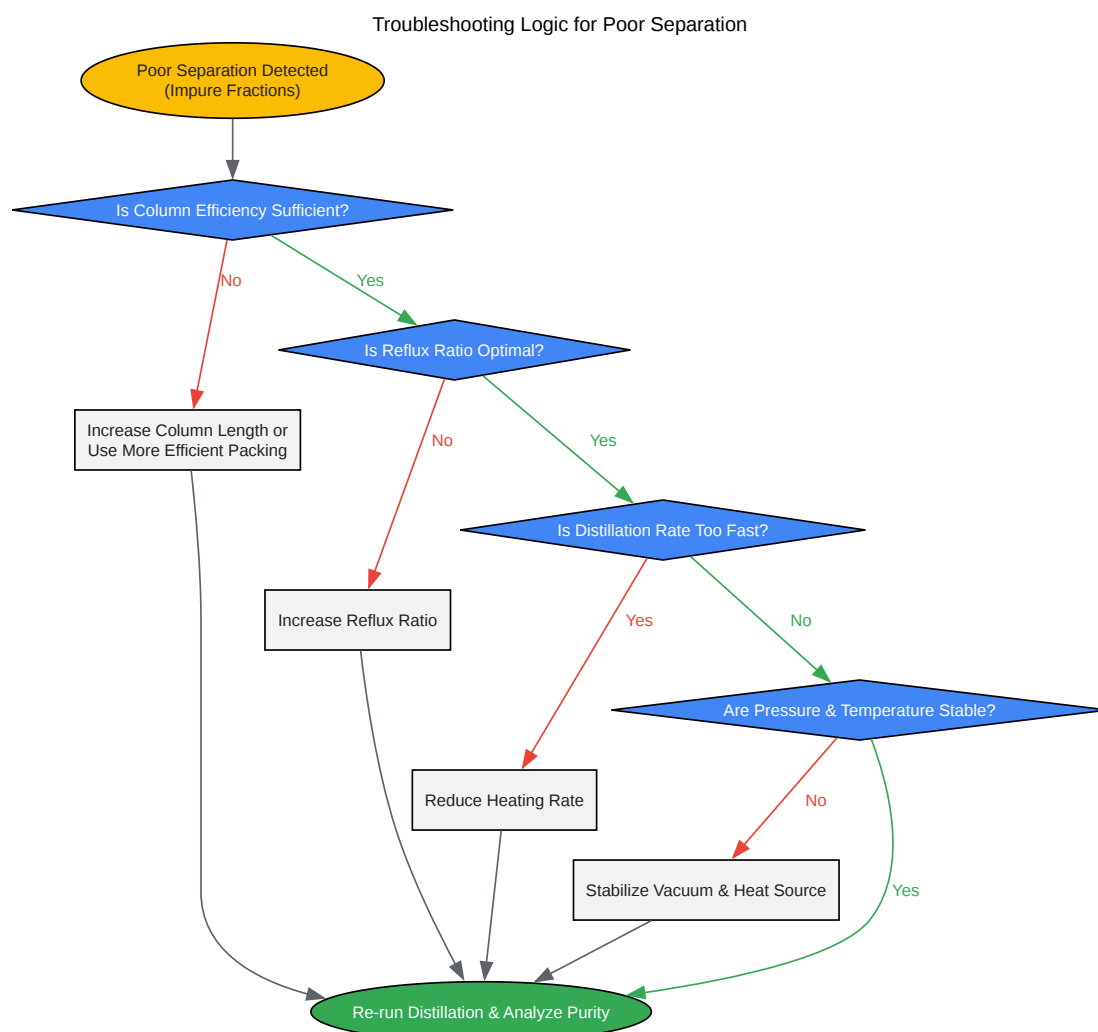 Troubleshooting Logic for Poor Separation
Poor Separation Detected
(Impure Fractions)
Is Column Efficiency Sufficient?
No
Yes
Is Reflux Ratio Optimal?
Increase Column Length or
Use More Efficient Packing
No
Yes
Is Distillation Rate Too Fast?
Increase Reflux Ratio
Yes
No
Are Pressure & Temperature Stable?
Reduce Heating Rate
No
Stabilize Vacuum & Heat Source
Yes
Re-run Distillation & Analyze Purity